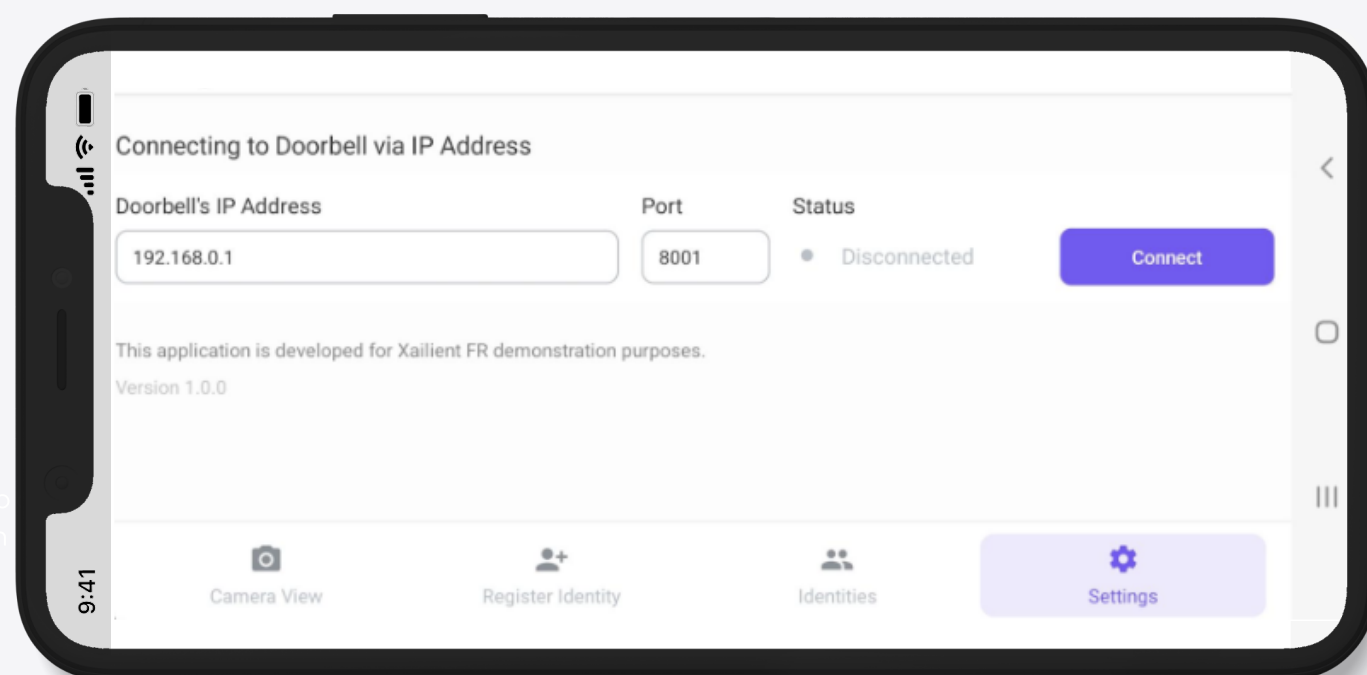 9:41
Connecting to Doorbell via IP Address
Doorbell's IP Address Port Status
192.168.0.1 8001 Disconnected Connect
This application is developed for Xailient FR demonstration purposes.
Version 1.0.0
Camera View Register Identity Identities Settings